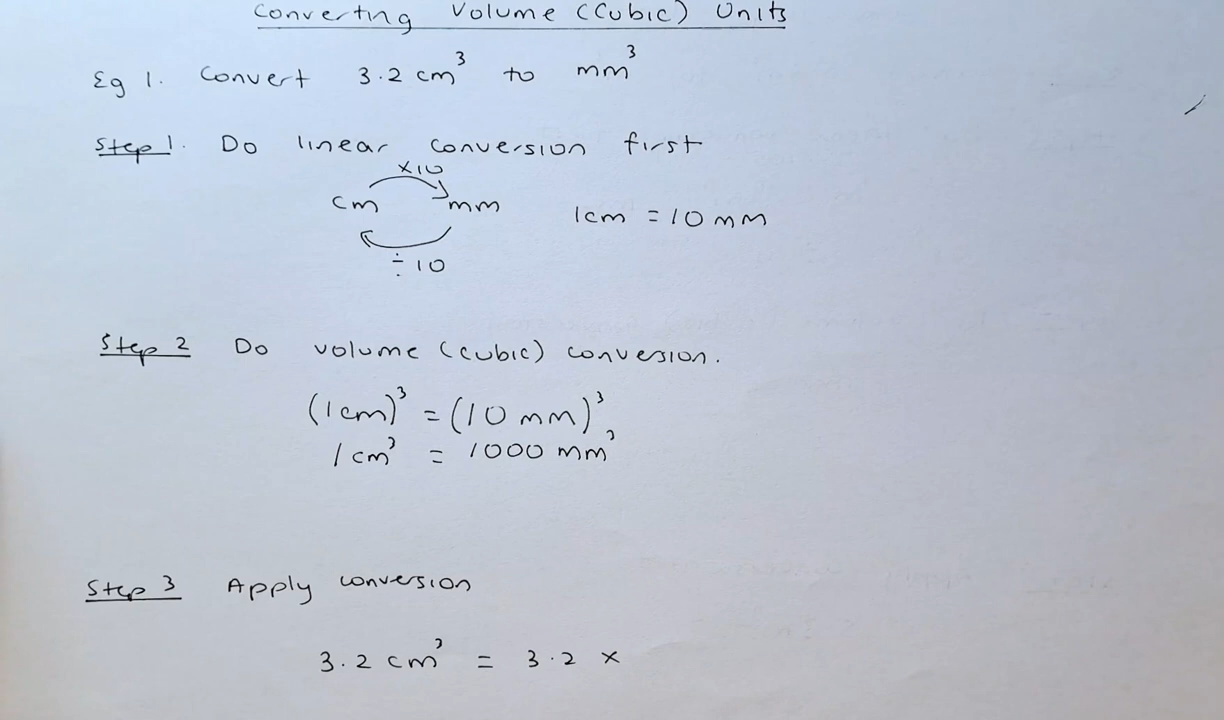 Converting Volume (Cubic) Units
Eg 1. Convert 3.2 cm³ to mm³
Step 1. Do linear conversion first
×10
cm mm 1cm = 10 mm
÷ 10
Step 2 Do volume (cubic) conversion.
(1cm)³ = (10 mm)³
1 cm³ = 1000 mm³
Step 3 Apply conversion
3.2 cm³ = 3.2 ×